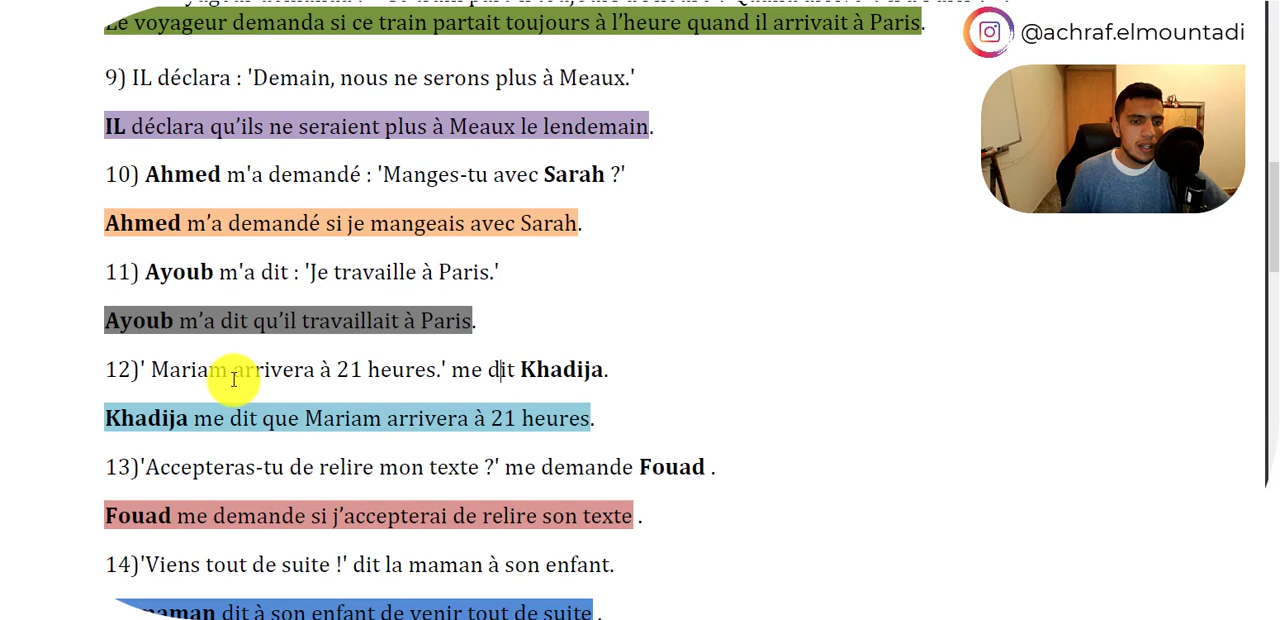 Le voyageur demanda si ce train partait toujours à l’heure quand il arrivait à Paris.
@achraf.elmountadi
9) IL déclara : 'Demain, nous ne serons plus à Meaux.'
IL déclara qu’ils ne seraient plus à Meaux le lendemain.
10) Ahmed m'a demandé : 'Manges-tu avec Sarah ?'
Ahmed m’a demandé si je mangeais avec Sarah.
11) Ayoub m'a dit : 'Je travaille à Paris.'
Ayoub m’a dit qu’il travaillait à Paris.
12)' Mariam arrivera à 21 heures.' me dit Khadija.
Khadija me dit que Mariam arrivera à 21 heures.
13)'Accepteras-tu de relire mon texte ?' me demande Fouad .
Fouad me demande si j’accepterai de relire son texte .
14)'Viens tout de suite !' dit la maman à son enfant.
maman dit à son enfant de venir tout de suite .